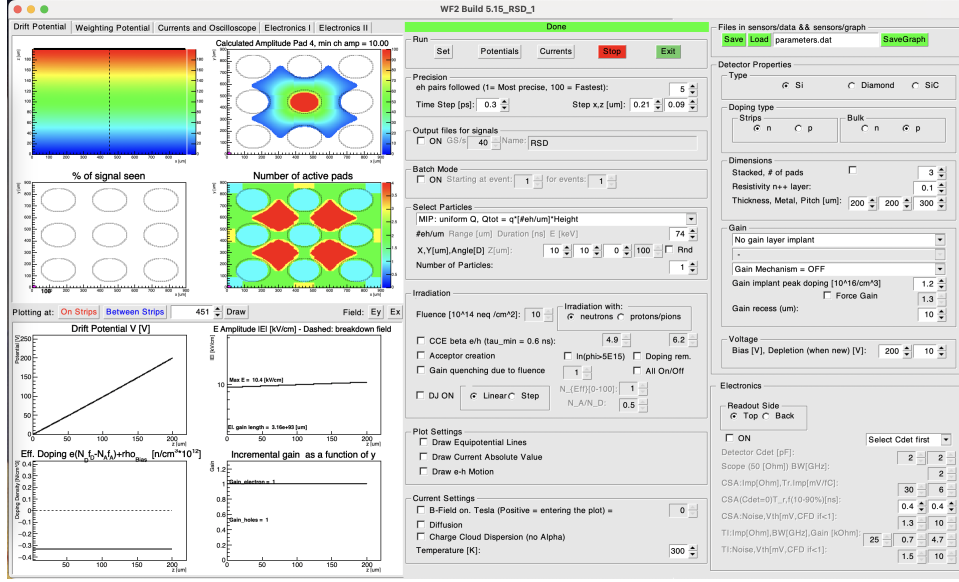 WF2 Build 5.15_RSD_1
Drift Potential Weighting Potential Currents and Oscilloscope Electronics I Electronics II
Calculated Amplitude Pad 4, min ch amp = 10.00
% of signal seen
Number of active pads
100
Plotting at: On Strips Between Strips 451 Draw Field: Ey Ex
Drift Potential V [V]
E Amplitude |E| [kV/cm] - Dashed: breakdown field
Potential [V]
|E| [kV/cm]
Max E = 10.4 [kV/cm]
El. gain length = 3.16e+93 [um]
z [um]
z [um]
Eff. Doping e(N_D f_D-N_A f_A)+rho_Bias [n/cm³*10¹²]
Incremental gain as a function of y
Gain
Gain_electron = 1
Gain_holes = 1
z [um]
z [um]
Done
Run
Set Potentials Currents Stop Exit
Precision
eh pairs followed (1= Most precise, 100 = Fastest): 5
Time Step [ps]: 0.3 Step x,z [um]: 0.21 0.09
Output files for signals
ON GS/s 40 Name: RSD
Batch Mode
ON Starting at event: 1 for events: 1
Select Particles
MIP: uniform Q, Qtot = q*[#eh/um]*Height
#eh/um Range [um] Duration [ns] E [keV] 74
X,Y[um],Angle[D] Z[um]: 10 10 0 100 Rnd
Number of Particles: 1
Irradiation
Fluence [10^14 neq /cm^2]: 10
Irradiation with:
neutrons protons/pions
CCE beta e/h (tau_min = 0.6 ns): 4.9 6.2
Acceptor creation ln(phi>5E15) Doping rem.
Gain quenching due to fluence 1 All On/Off
DJ ON Linear Step
N_{Eff}[0-100]: 1
N_A/N_D: 0.5
Plot Settings
Draw Equipotential Lines
Draw Current Absolute Value
Draw e-h Motion
Current Settings
B-Field on. Tesla (Positive = entering the plot) = 0
Diffusion
Charge Cloud Dispersion (no Alpha)
Temperature [K]: 300
Files in sensors/data && sensors/graph
Save Load parameters.dat SaveGraph
Detector Properties
Type
Si Diamond SiC
Doping type
Strips
n p
Bulk
n p
Dimensions
Stacked, # of pads 3
Resistivity n++ layer: 0.1
Thickness, Metal, Pitch [um]: 200 200 300
Gain
No gain layer implant
-
Gain Mechanism = OFF
Gain implant peak doping [10^16/cm^3] 1.2
Force Gain 1.3
Gain recess (um): 10
Voltage
Bias [V], Depletion (when new) [V]: 200 10
Electronics
Readout Side
Top Back
ON Select Cdet first
Detector Cdet [pF]: 2 2
Scope (50 [Ohm]) BW[GHz]: 2
CSA:Imp[Ohm],Tr.Imp[mV/fC]: 30 6
CSA(Cdet=0)T_r,f(10-90%)[ns]: 0.4 0.4
CSA:Noise,Vth[mV,CFD if<1]: 1.3 10
TI:Imp[Ohm],BW[GHz],Gain [kOhm]: 25 0.7 4.7
TI:Noise,Vth[mV,CFD if<1]: 1.5 10